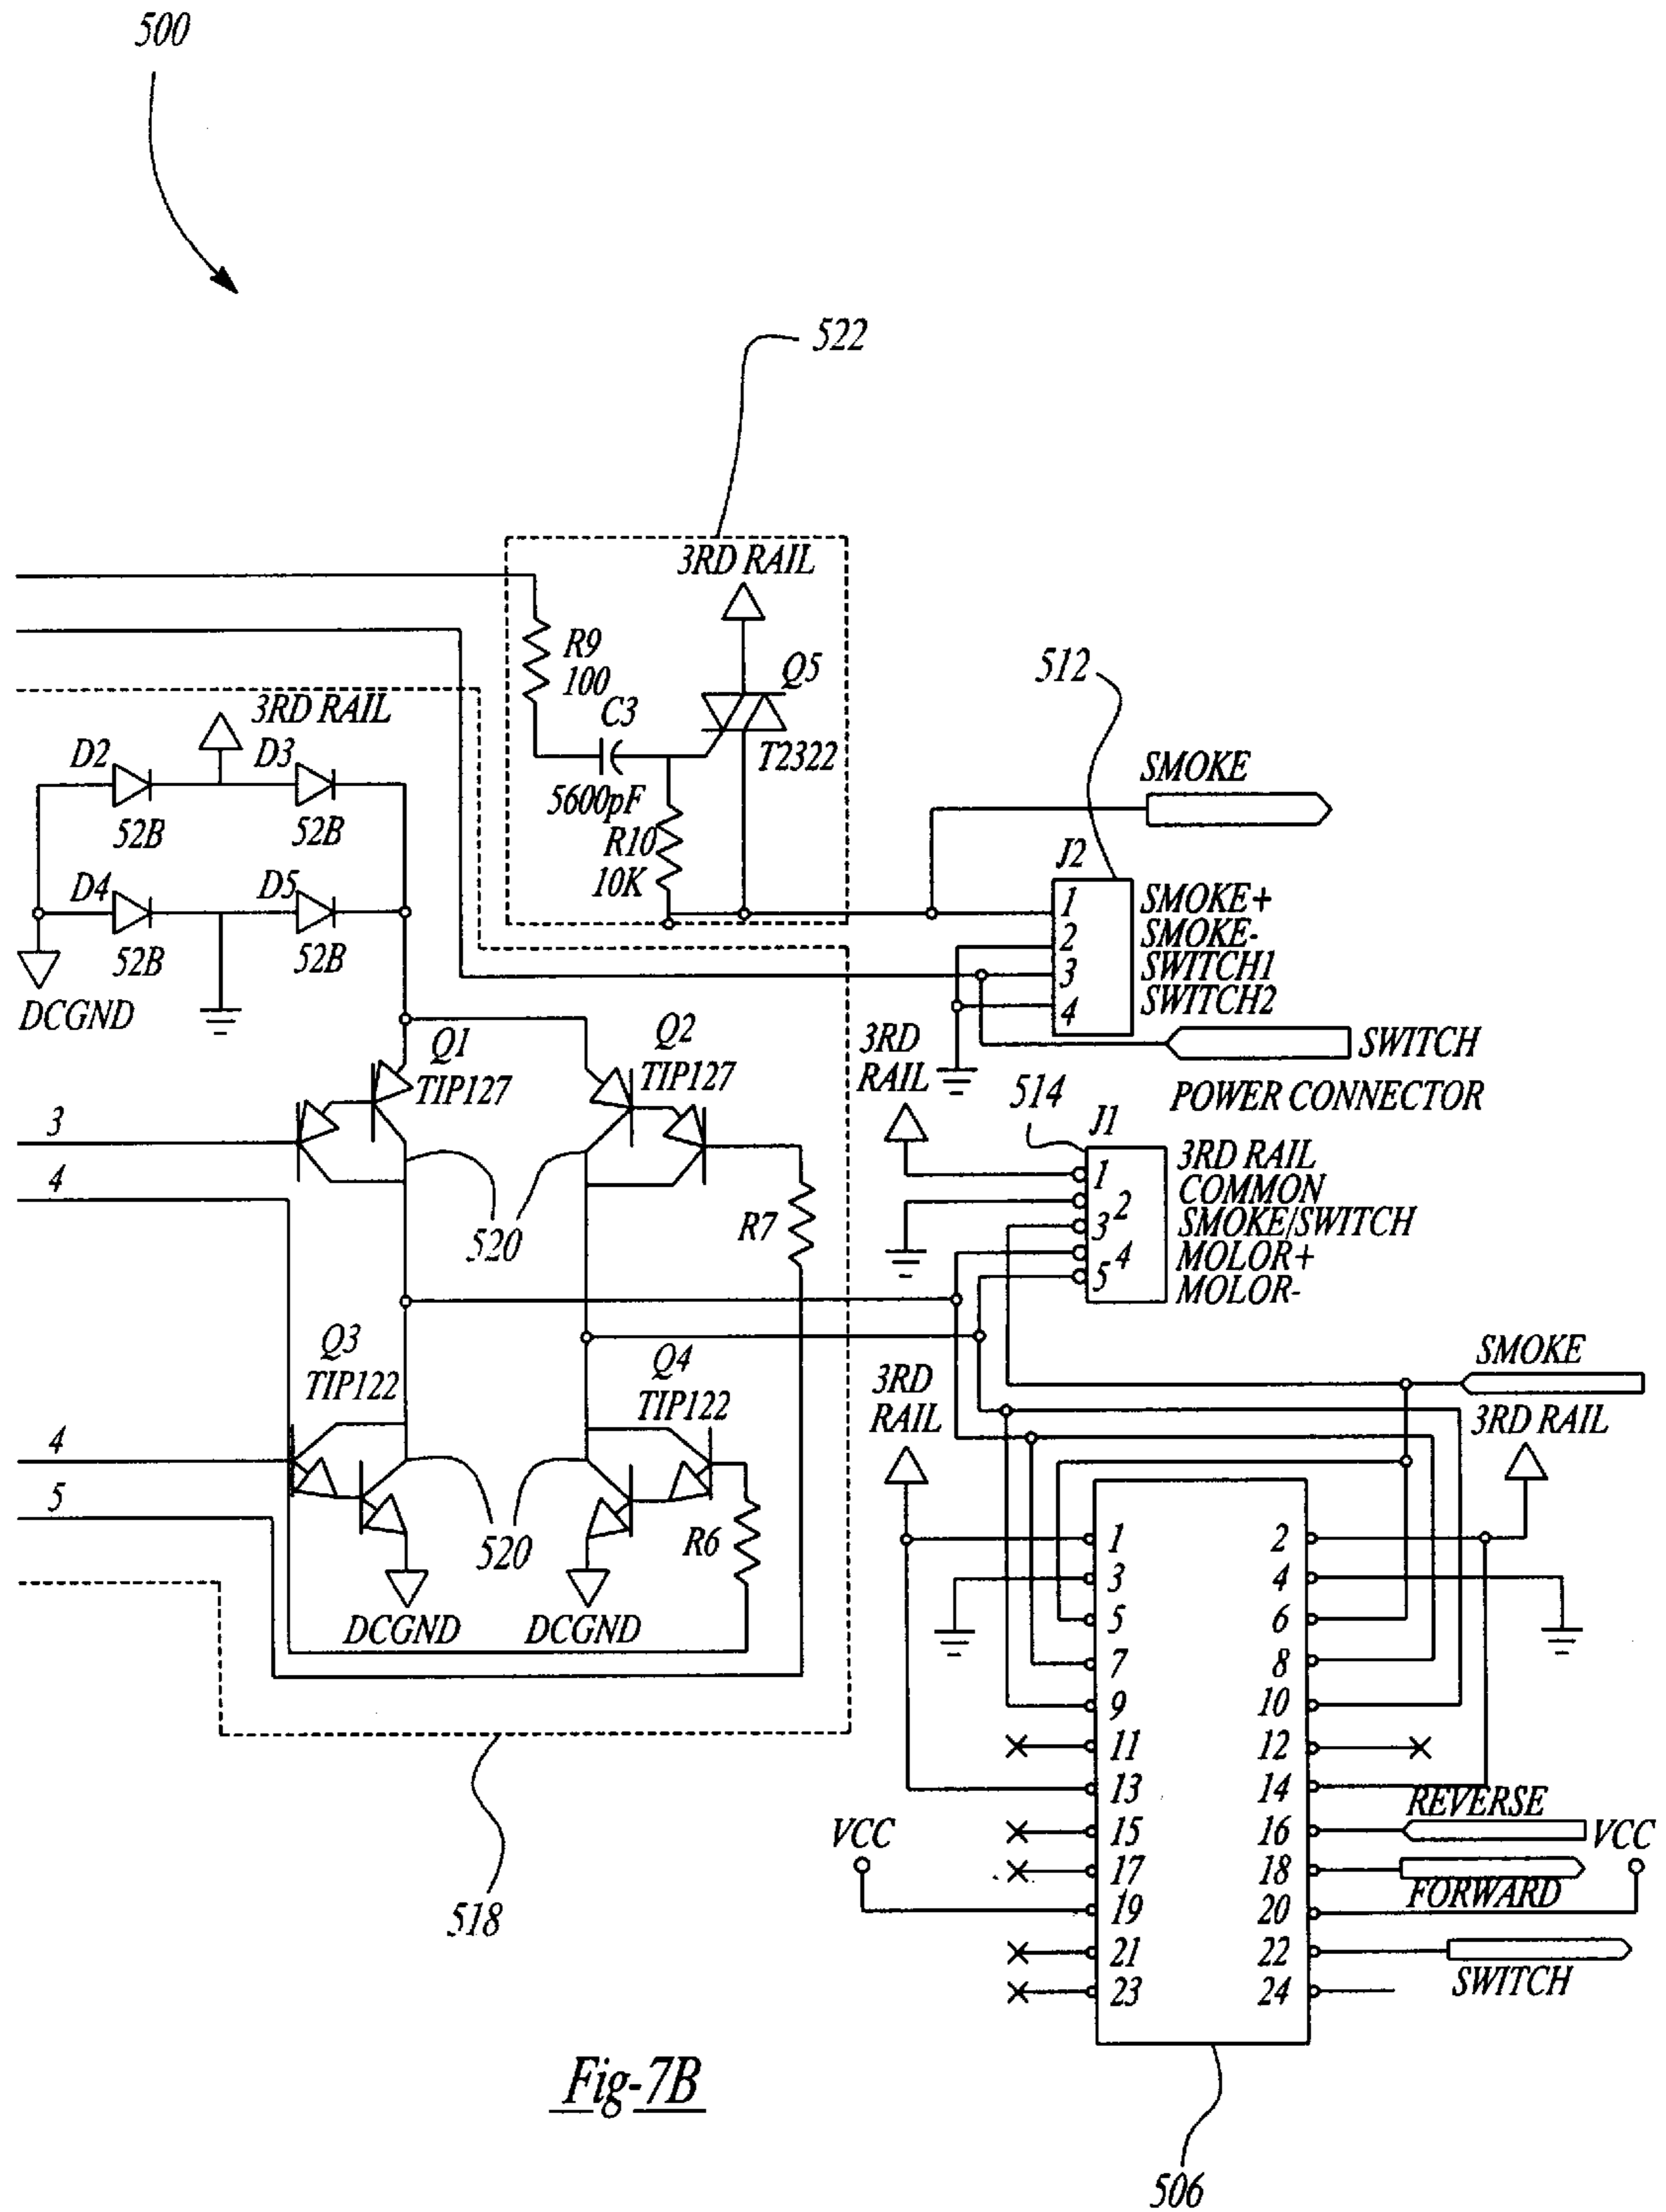 500
522
3RD RAIL
R9
100
Q5
C3
T2322
5600pF
R10
10K
512
3RD RAIL
D2
D3
52B
52B
D4
D5
52B
52B
DCGND
SMOKE
J2
1
2
3
4
SMOKE+
SMOKE-
SWITCH1
SWITCH2
SWITCH
POWER CONNECTOR
Q1
TIP127
Q2
TIP127
3RD
RAIL
514
J1
1
2
3
4
5
3RD RAIL
COMMON
SMOKE/SWITCH
MOLOR+
MOLOR-
3
4
520
R7
Q3
TIP122
Q4
TIP122
3RD
RAIL
SMOKE
3RD RAIL
4
5
520
R6
DCGND
DCGND
1 2
3 4
5 6
7 8
9 10
11 12
13 14
15 16
17 18
19 20
21 22
23 24
REVERSE
VCC
VCC
FORWARD
SWITCH
518
Fig-7B
506